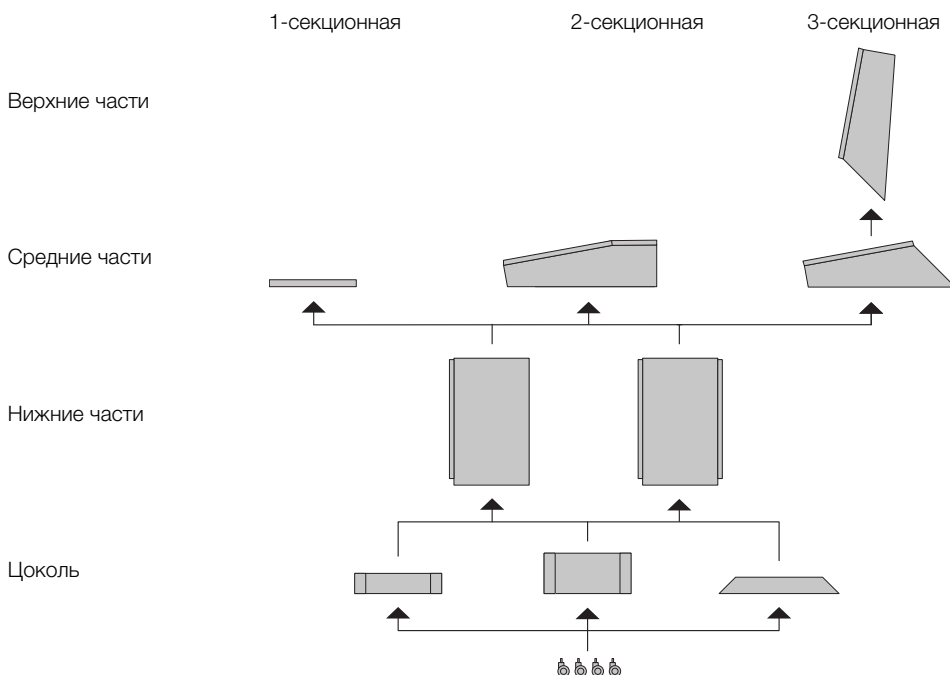 1-секционная 2-секционная 3-секционная
Верхние части
Средние части
Нижние части
Цоколь